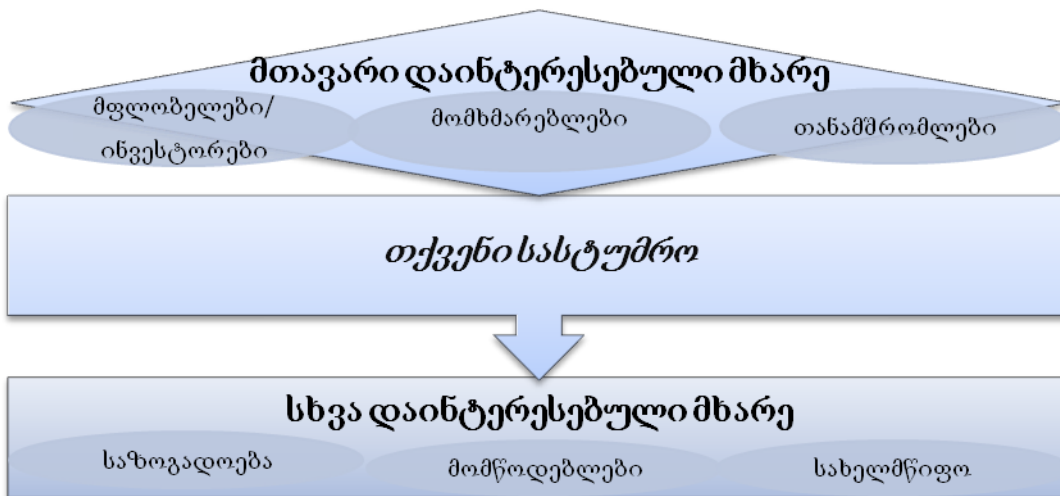 მთავარი დაინტერესებული მხარე
მფლობელები/
ინვესტორები
მომხმარებლები
თანამშრომლები
თქვენი სასტუმრო
სხვა დაინტერესებული მხარე
საზოგადოება
მომწოდებლები
სახელმწიფო